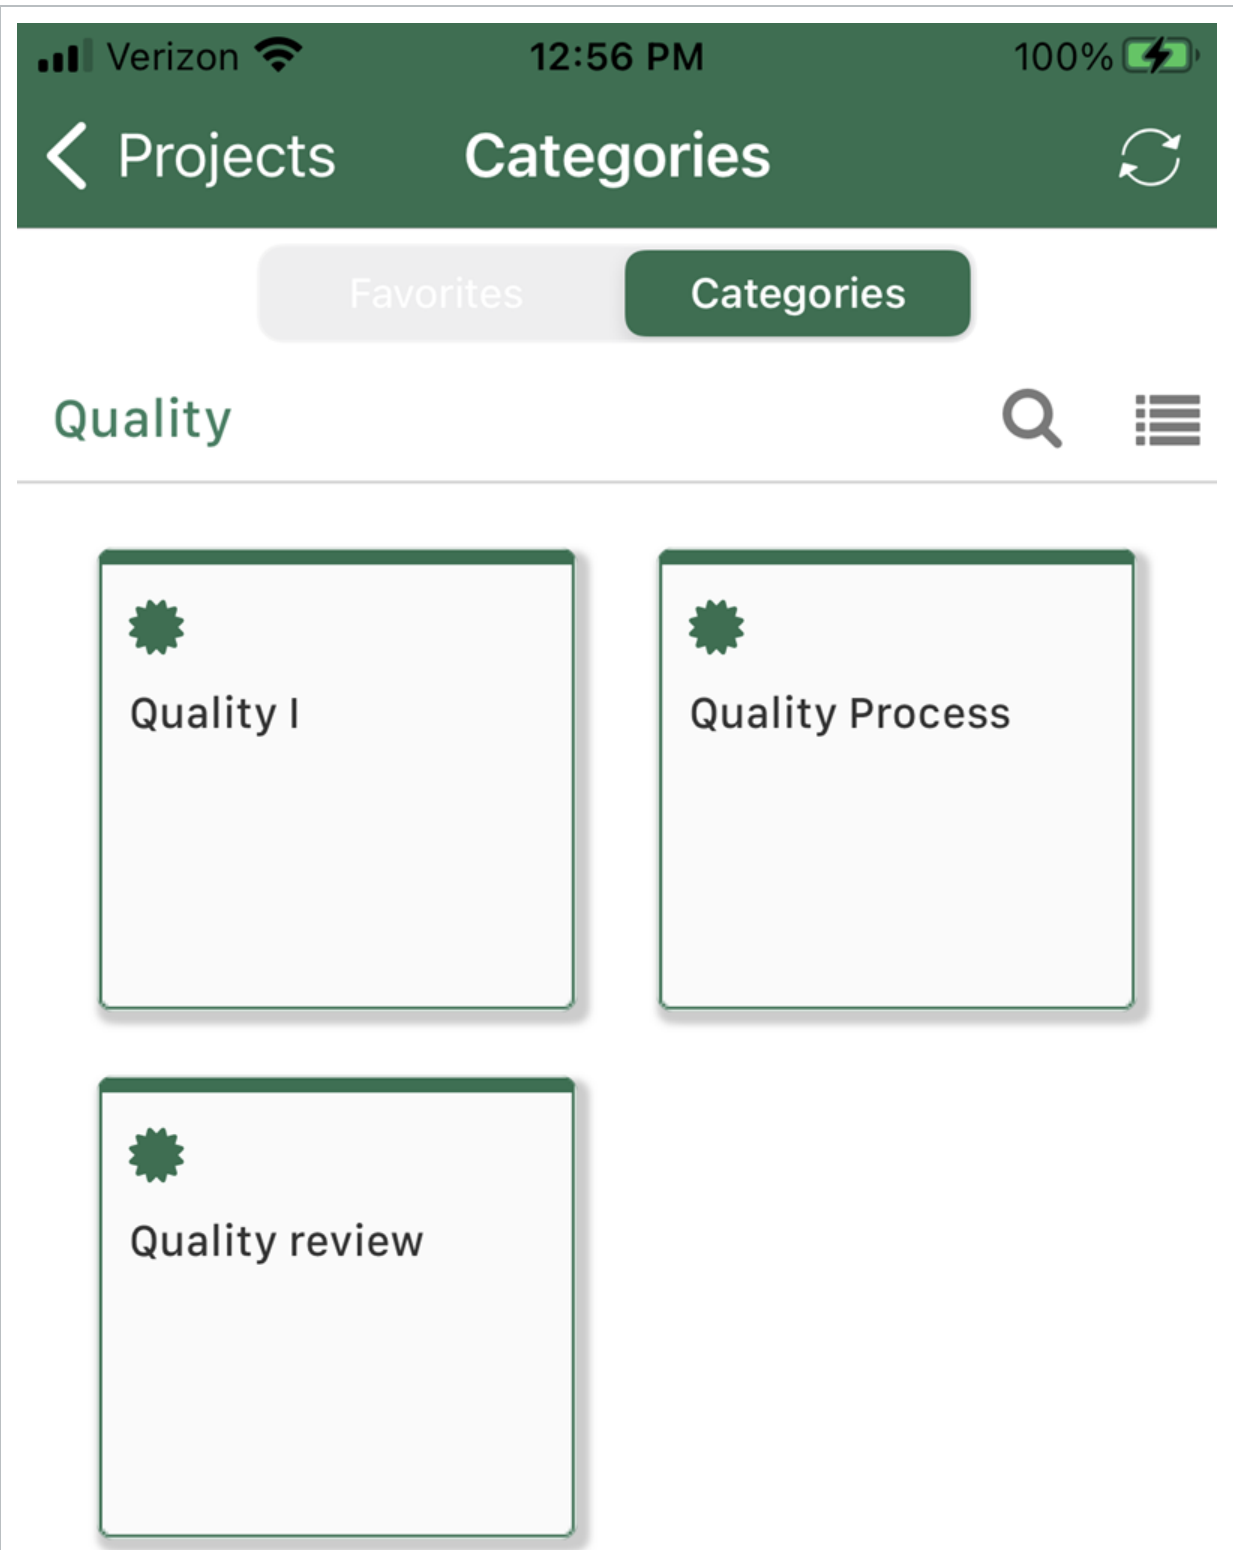 Verizon 12:56 PM 100%
Projects Categories
Favorites Categories
Quality
Quality I Quality Process
Quality review